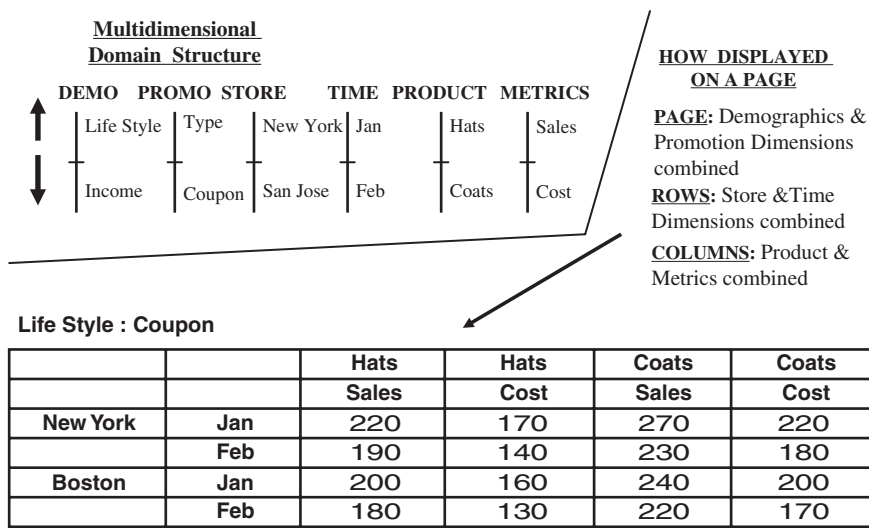 Multidimensional
Domain Structure
DEMO PROMO STORE TIME PRODUCT METRICS
Life Style Type New York Jan Hats Sales
Income Coupon San Jose Feb Coats Cost
HOW DISPLAYED
ON A PAGE
PAGE: Demographics &
Promotion Dimensions
combined
ROWS: Store &Time
Dimensions combined
COLUMNS: Product &
Metrics combined
Life Style : Coupon
Hats Hats Coats Coats
Sales Cost Sales Cost
New York Jan 220 170 270 220
Feb 190 140 230 180
Boston Jan 200 160 240 200
Feb 180 130 220 170